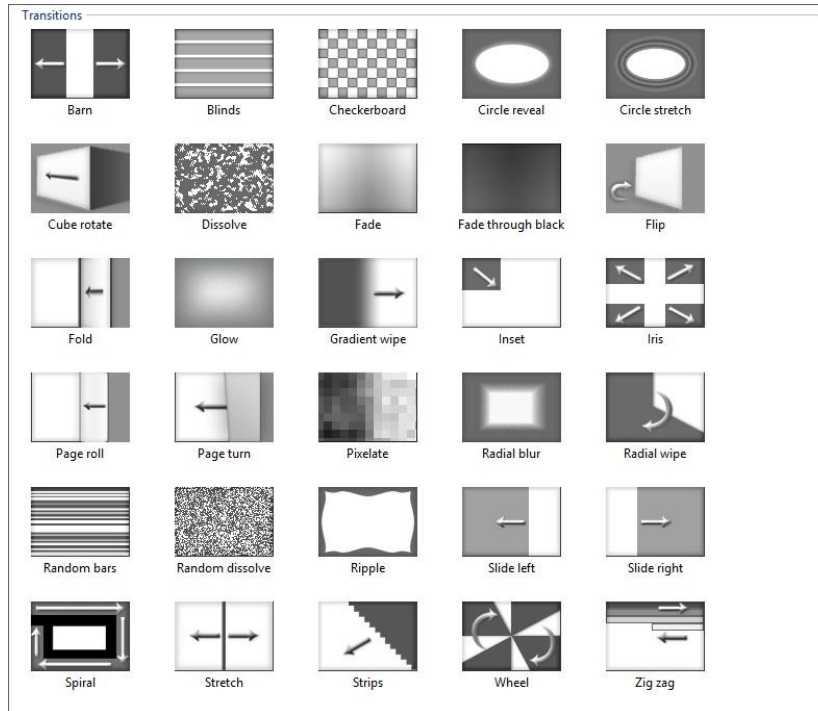 Transitions
Barn Blinds Checkerboard Circle reveal Circle stretch
Cube rotate Dissolve Fade Fade through black Flip
Fold Glow Gradient wipe Inset Iris
Page roll Page turn Pixelate Radial blur Radial wipe
Random bars Random dissolve Ripple Slide left Slide right
Spiral Stretch Strips Wheel Zig zag